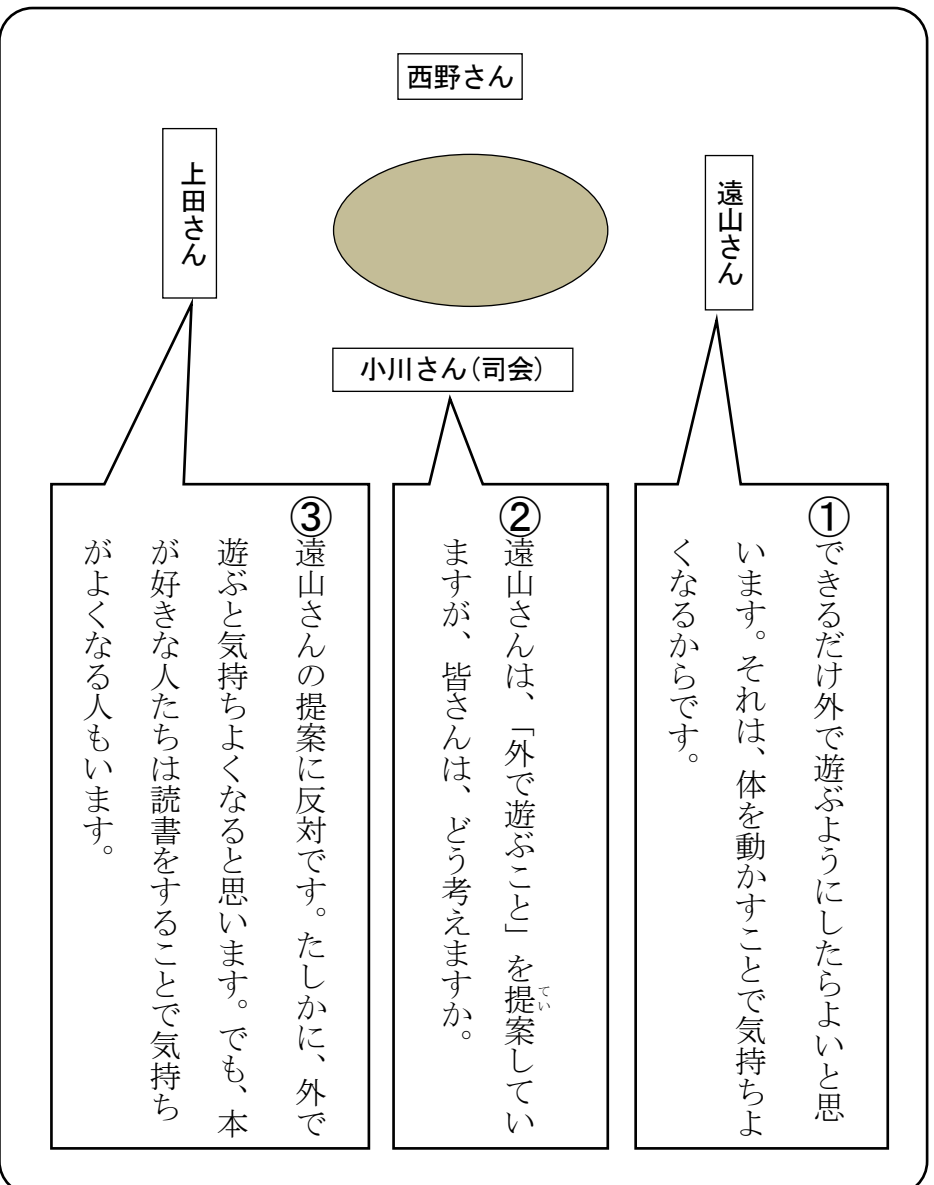 西野さん
遠山さん
上田さん
小川さん(司会)
①できるだけ外で遊ぶようにしたらよいと思
います。それは、体を動かすことで気持ちよ
くなるからです。
②遠山さんは、「外で遊ぶこと」を提案してい
てい
ますが、皆さんは、どう考えますか。
③遠山さんの提案に反対です。たしかに、外で
遊ぶと気持ちよくなると思います。でも、本
が好きな人たちは読書をすることで気持ち
がよくなる人もいます。